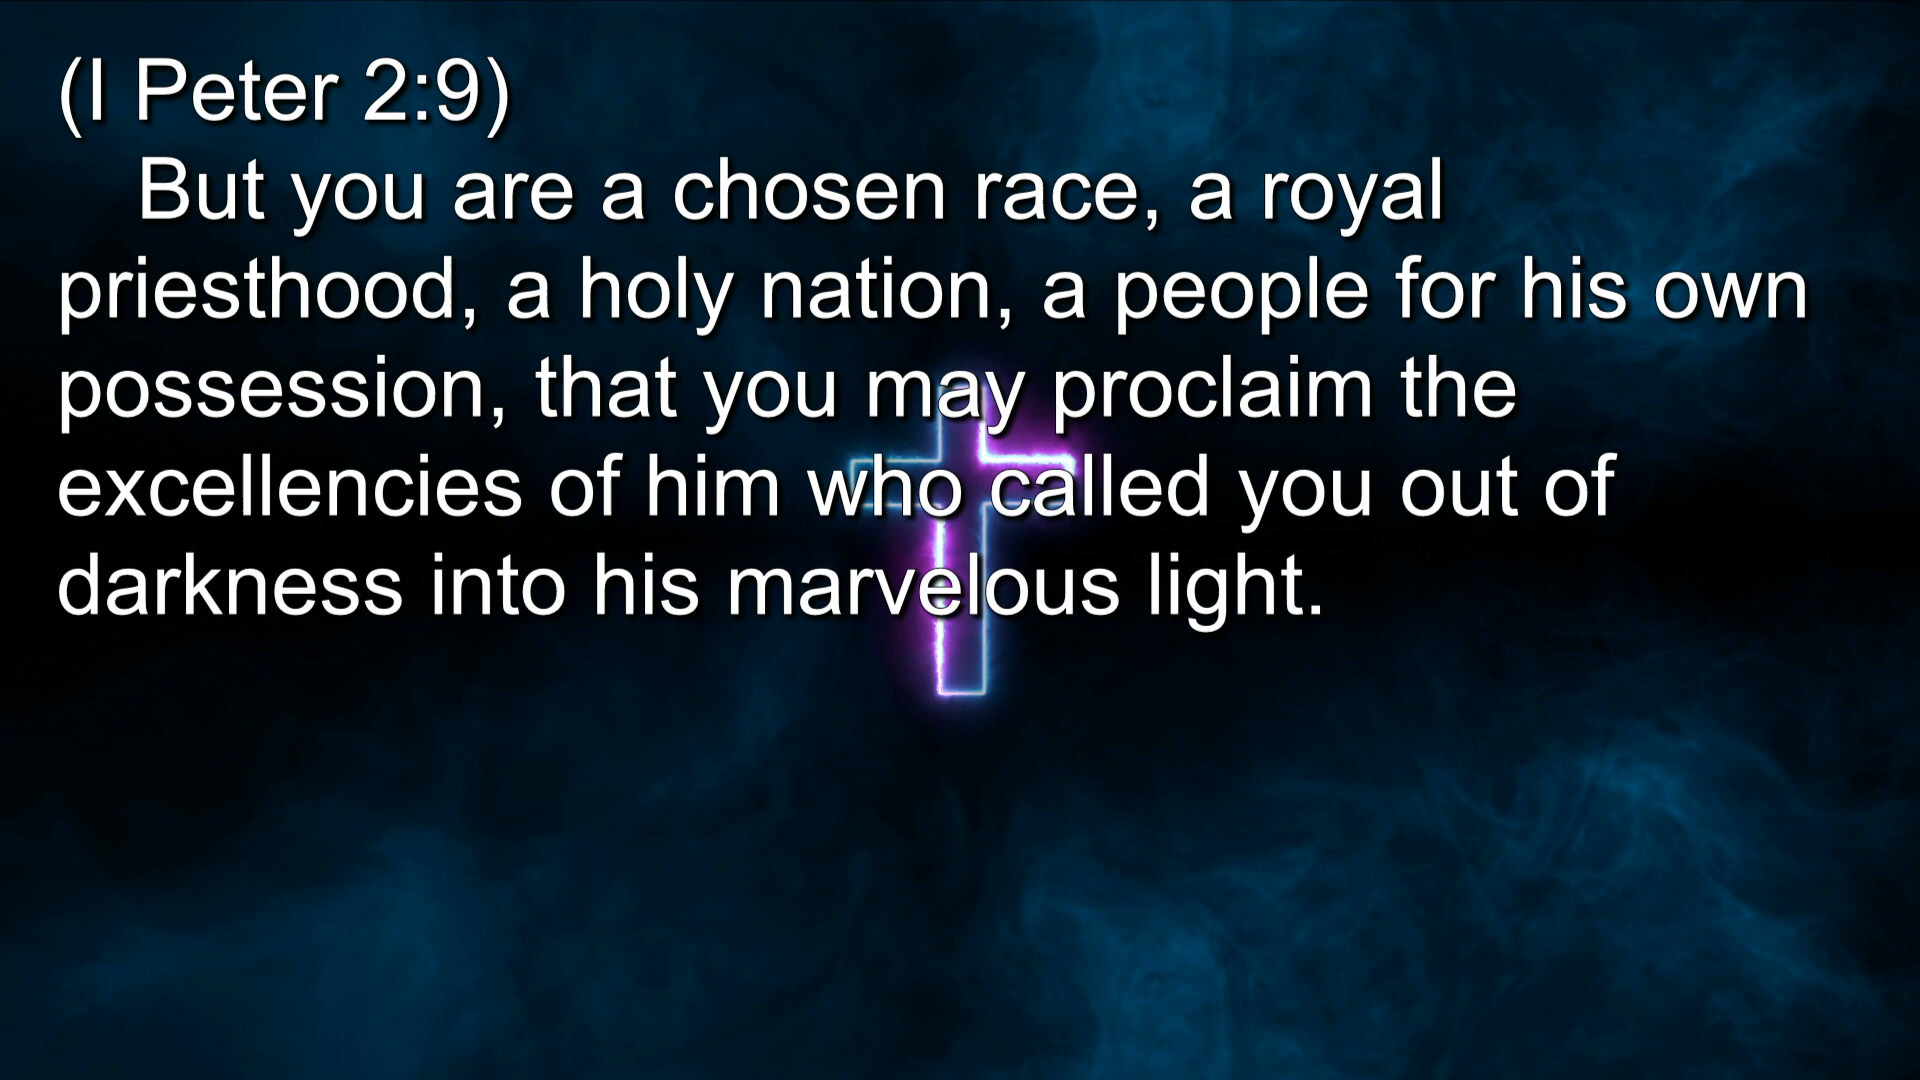 (I Peter 2:9)
But you are a chosen race, a royal
priesthood, a holy nation, a people for his own
possession, that you may proclaim the
excellencies of him who called you out of
darkness into his marvelous light.